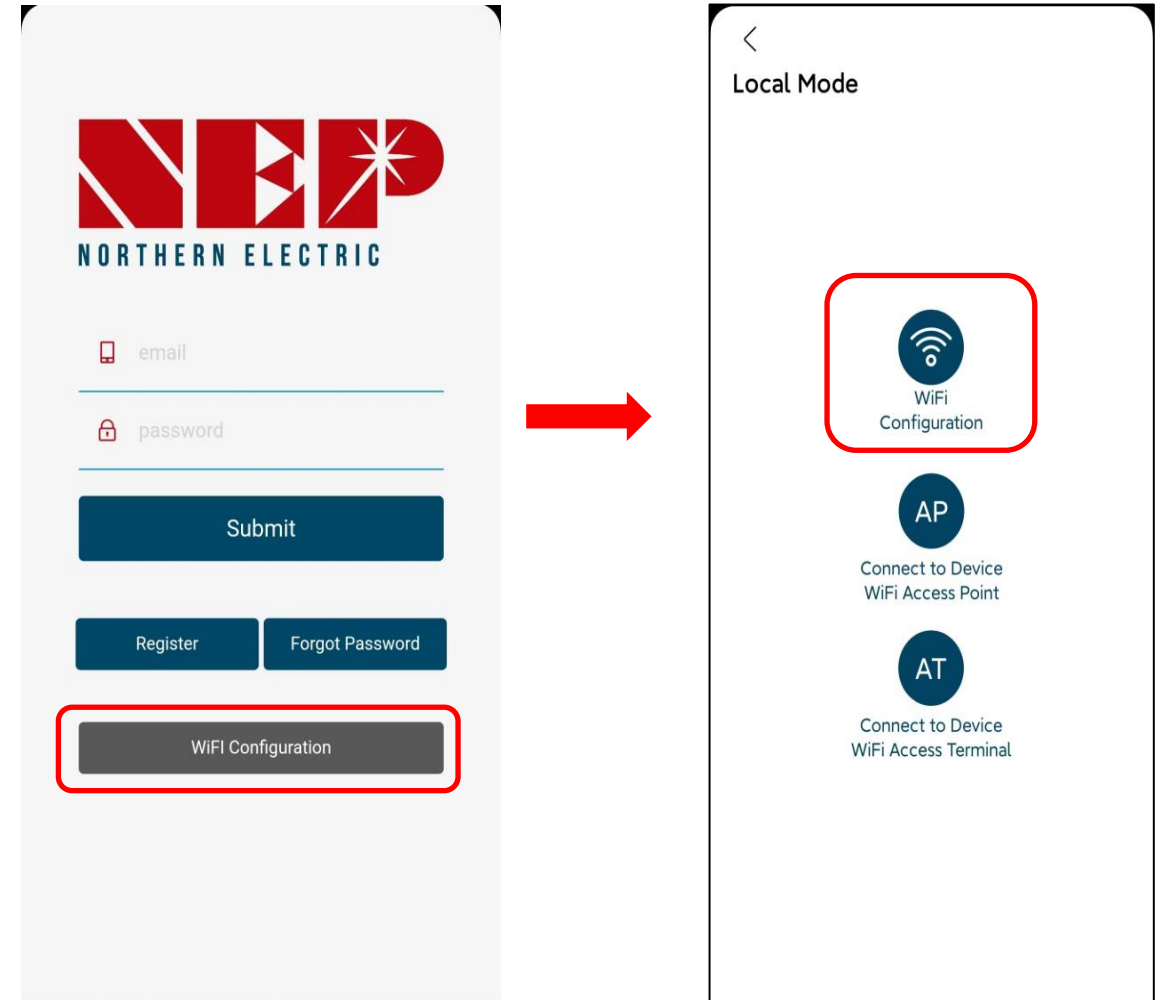 NEP
NORTHERN ELECTRIC
email
password
Submit
Register
Forgot Password
WiFI Configuration
Local Mode
WiFi
Configuration
AP
Connect to Device
WiFi Access Point
AT
Connect to Device
WiFi Access Terminal